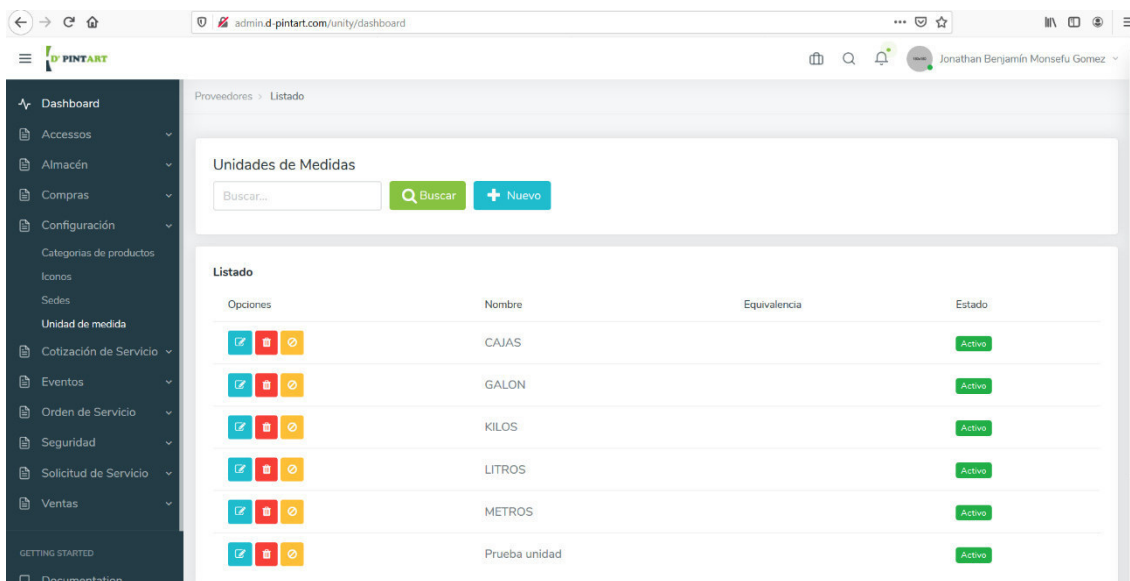 admin.d-pintart.com/unity/dashboard
D' PINTART
Jonathan Benjamín Monsefu Gomez
Dashboard
Accessos
Almacén
Compras
Configuración
Categorias de productos
Iconos
Sedes
Unidad de medida
Cotización de Servicio
Eventos
Orden de Servicio
Seguridad
Solicitud de Servicio
Ventas
GETTING STARTED
Documentation
Proveedores > Listado
Unidades de Medidas
Buscar... Buscar Nuevo
Listado
Opciones Nombre Equivalencia Estado
CAJAS Activo
GALON Activo
KILOS Activo
LITROS Activo
METROS Activo
Prueba unidad Activo